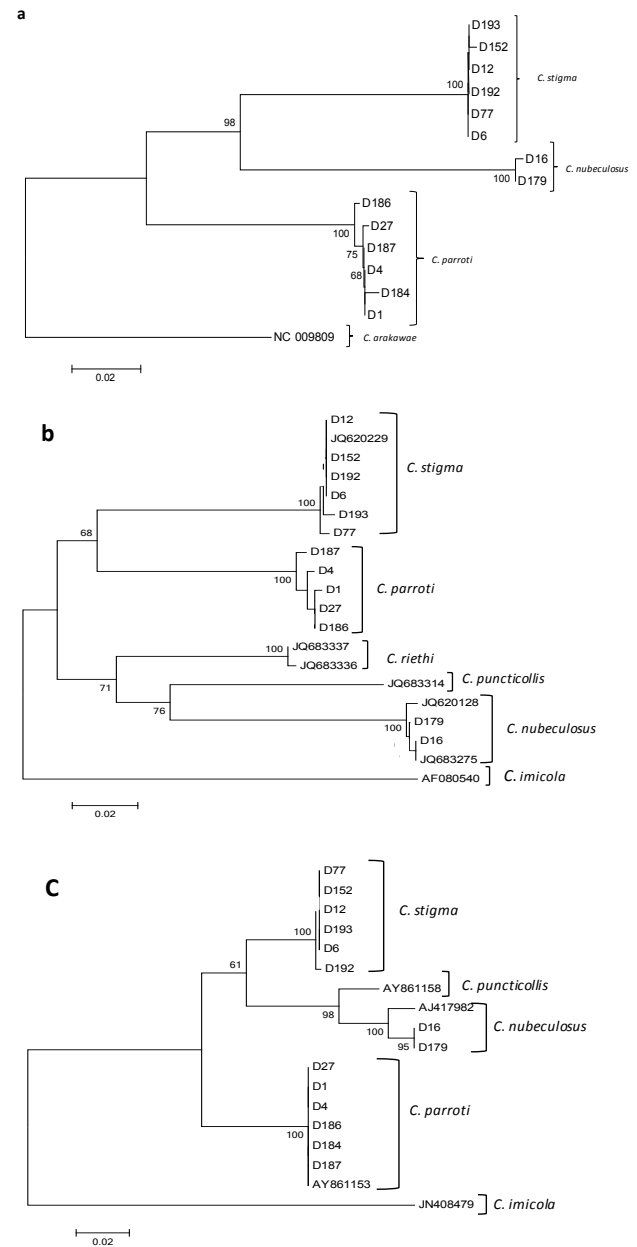 a
D193
D152
D12
100
D192
C. stigma
D77
D6
98
D16
C. nubeculosus
100
D179
D186
D27
100
D187
75
D4
C. parroti
68
D184
D1
NC 009809
C. arakawae
0.02
b
D12
JQ620229
D152
C. stigma
D192
D6
100
D193
D77
68
D187
D4
100
D1
C. parroti
D27
D186
JQ683337
100
C. riethi
JQ683336
71
JQ683314
C. puncticollis
76
JQ620128
D179
100
C. nubeculosus
D16
JQ683275
AF080540
C. imicola
0.02
C
D77
D152
D12
C. stigma
100
D193
D6
D192
61
AY861158
C. puncticollis
98
AJ417982
100
D16
C. nubeculosus
95
D179
D27
D1
D4
C. parroti
D186
100
D184
D187
AY861153
JN408479
C. imicola
0.02